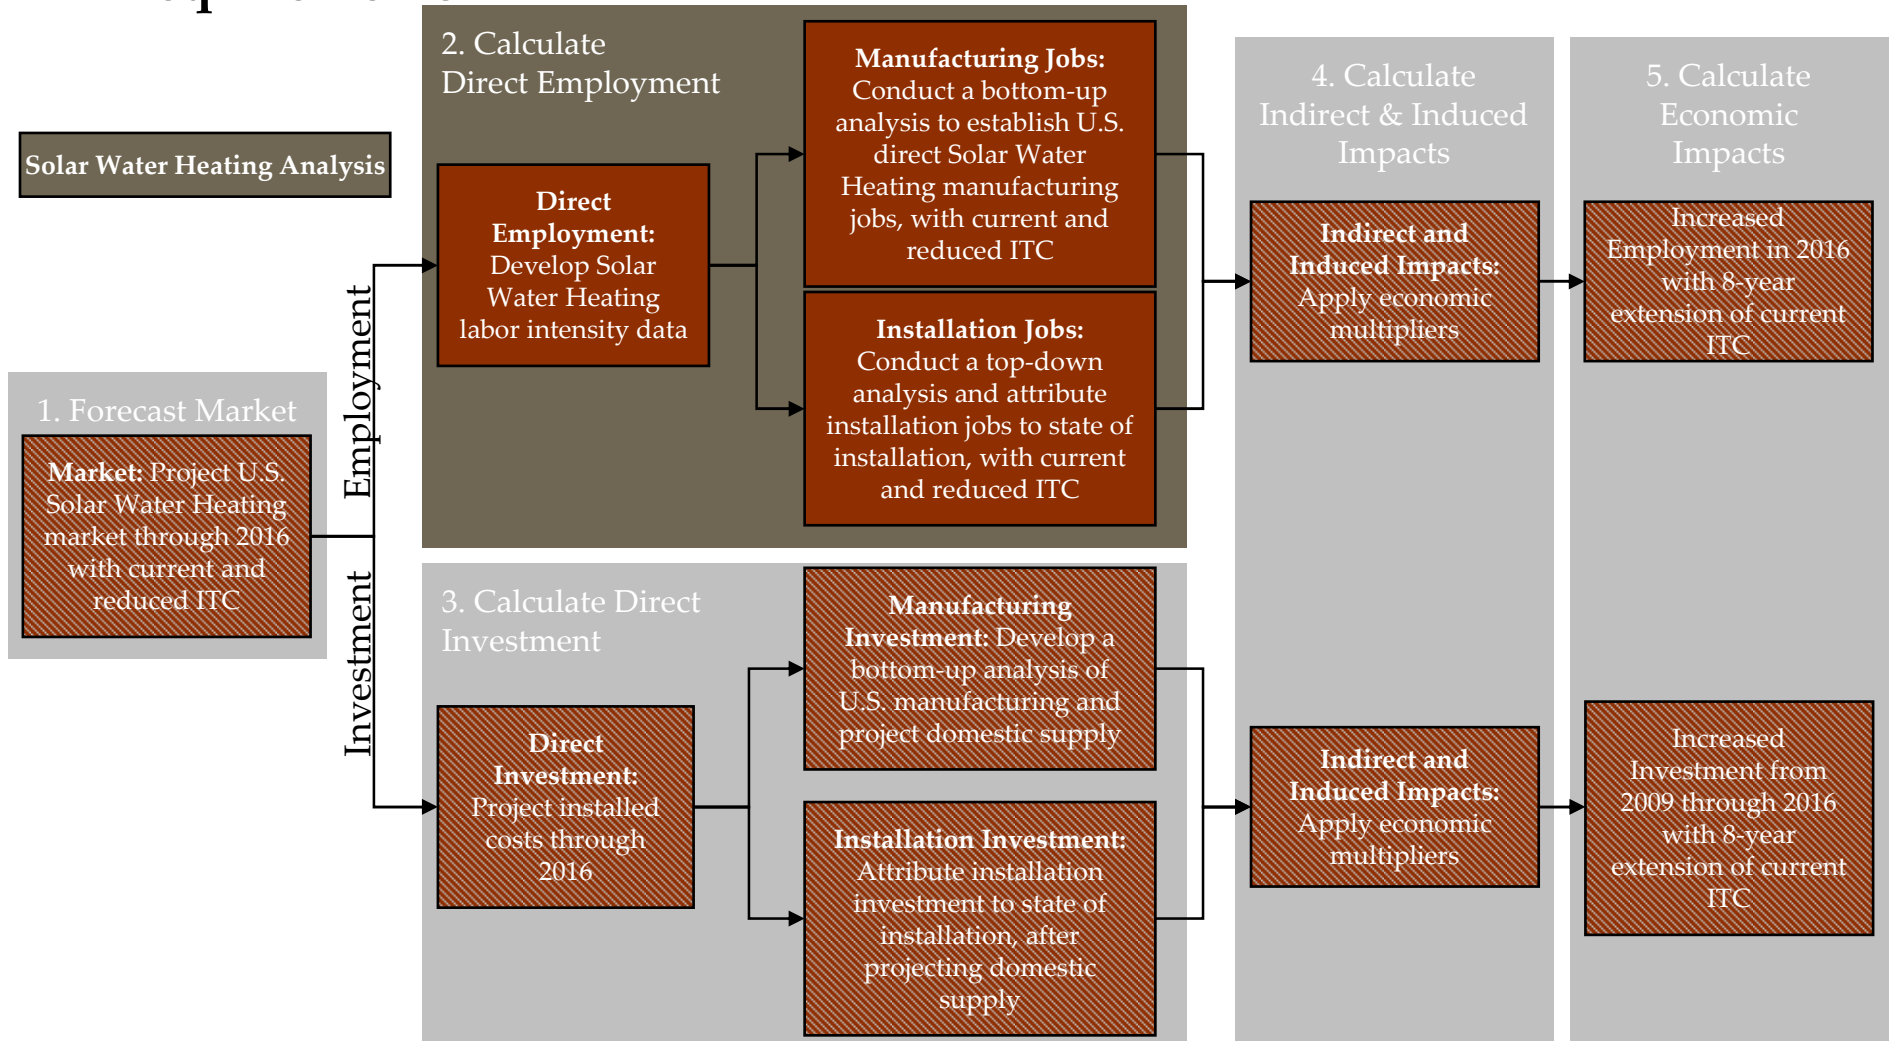 Solar Water Heating Analysis
1. Forecast Market
Market: Project U.S.
Solar Water Heating
market through 2016
with current and
reduced ITC
Employment
Investment
2. Calculate
Direct Employment
Direct
Employment:
Develop Solar
Water Heating
labor intensity data
Manufacturing Jobs:
Conduct a bottom-up
analysis to establish U.S.
direct Solar Water
Heating manufacturing
jobs, with current and
reduced ITC
Installation Jobs:
Conduct a top-down
analysis and attribute
installation jobs to state of
installation, with current
and reduced ITC
3. Calculate Direct
Investment
Direct
Investment:
Project installed
costs through
2016
Manufacturing
Investment: Develop a
bottom-up analysis of
U.S. manufacturing and
project domestic supply
Installation Investment:
Attribute installation
investment to state of
installation, after
projecting domestic
supply
4. Calculate
Indirect & Induced
Impacts
Indirect and
Induced Impacts:
Apply economic
multipliers
Indirect and
Induced Impacts:
Apply economic
multipliers
5. Calculate
Economic
Impacts
Increased
Employment in 2016
with 8-year
extension of current
ITC
Increased
Investment from
2009 through 2016
with 8-year
extension of current
ITC